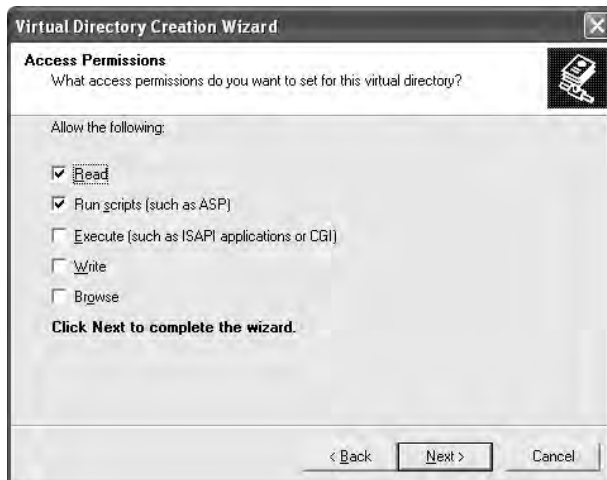 Virtual Directory Creation Wizard
Access Permissions
What access permissions do you want to set for this virtual directory?
Allow the following:
Read
Run scripts (such as ASP)
Execute (such as ISAPI applications or CGI)
Write
Browse
Click Next to complete the wizard.
< Back Next > Cancel